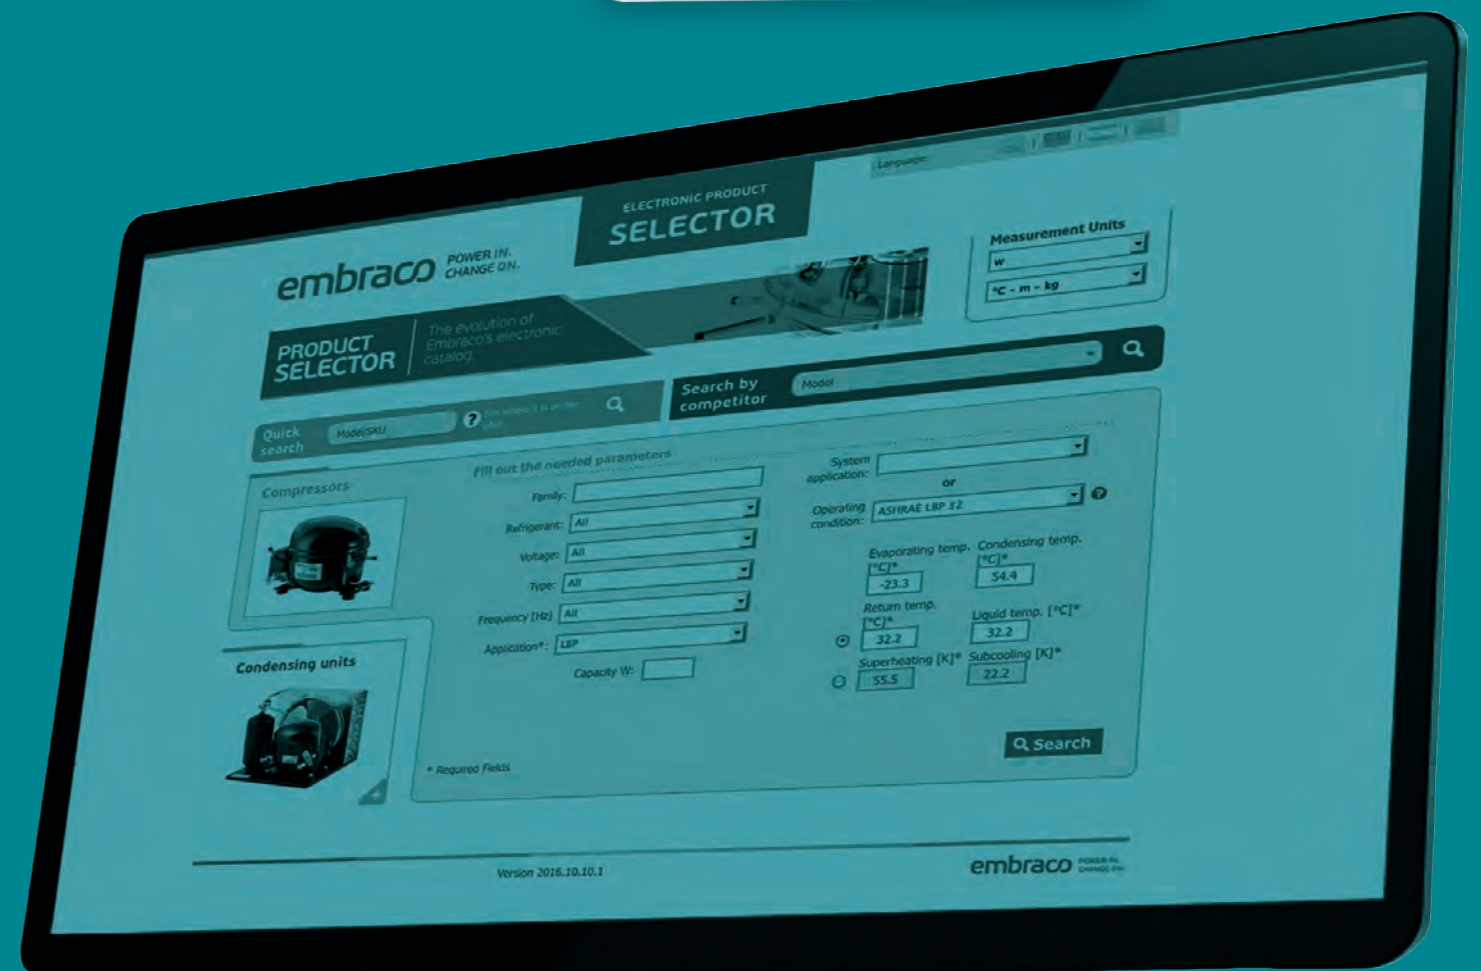 Language:
ELECTRONIC PRODUCT
SELECTOR
embraco POWER IN.
CHANGE ON.
Measurement Units
W
°C - m - kg
PRODUCT
SELECTOR
The evolution of
Embraco's electronic
catalog.
Quick
search
Model/SKU
?
Search by
competitor
Model
Compressors
Condensing units
Fill out the needed parameters
Family:
Refrigerant: All
Voltage: All
Type: All
Frequency [Hz] All
Application*: LBP
Capacity W:
System
application:
or
Operating
condition: ASHRAE LBP 32 ?
Evaporating temp.
[°C]*
-23.3
Condensing temp.
[°C]*
54.4
Return temp.
[°C]*
32.2
Liquid temp. [°C]*
32.2
Superheating [K]*
55.5
Subcooling [K]*
22.2
Search
* Required Fields
Version 2016.10.10.1
embraco POWER IN.
CHANGE ON.